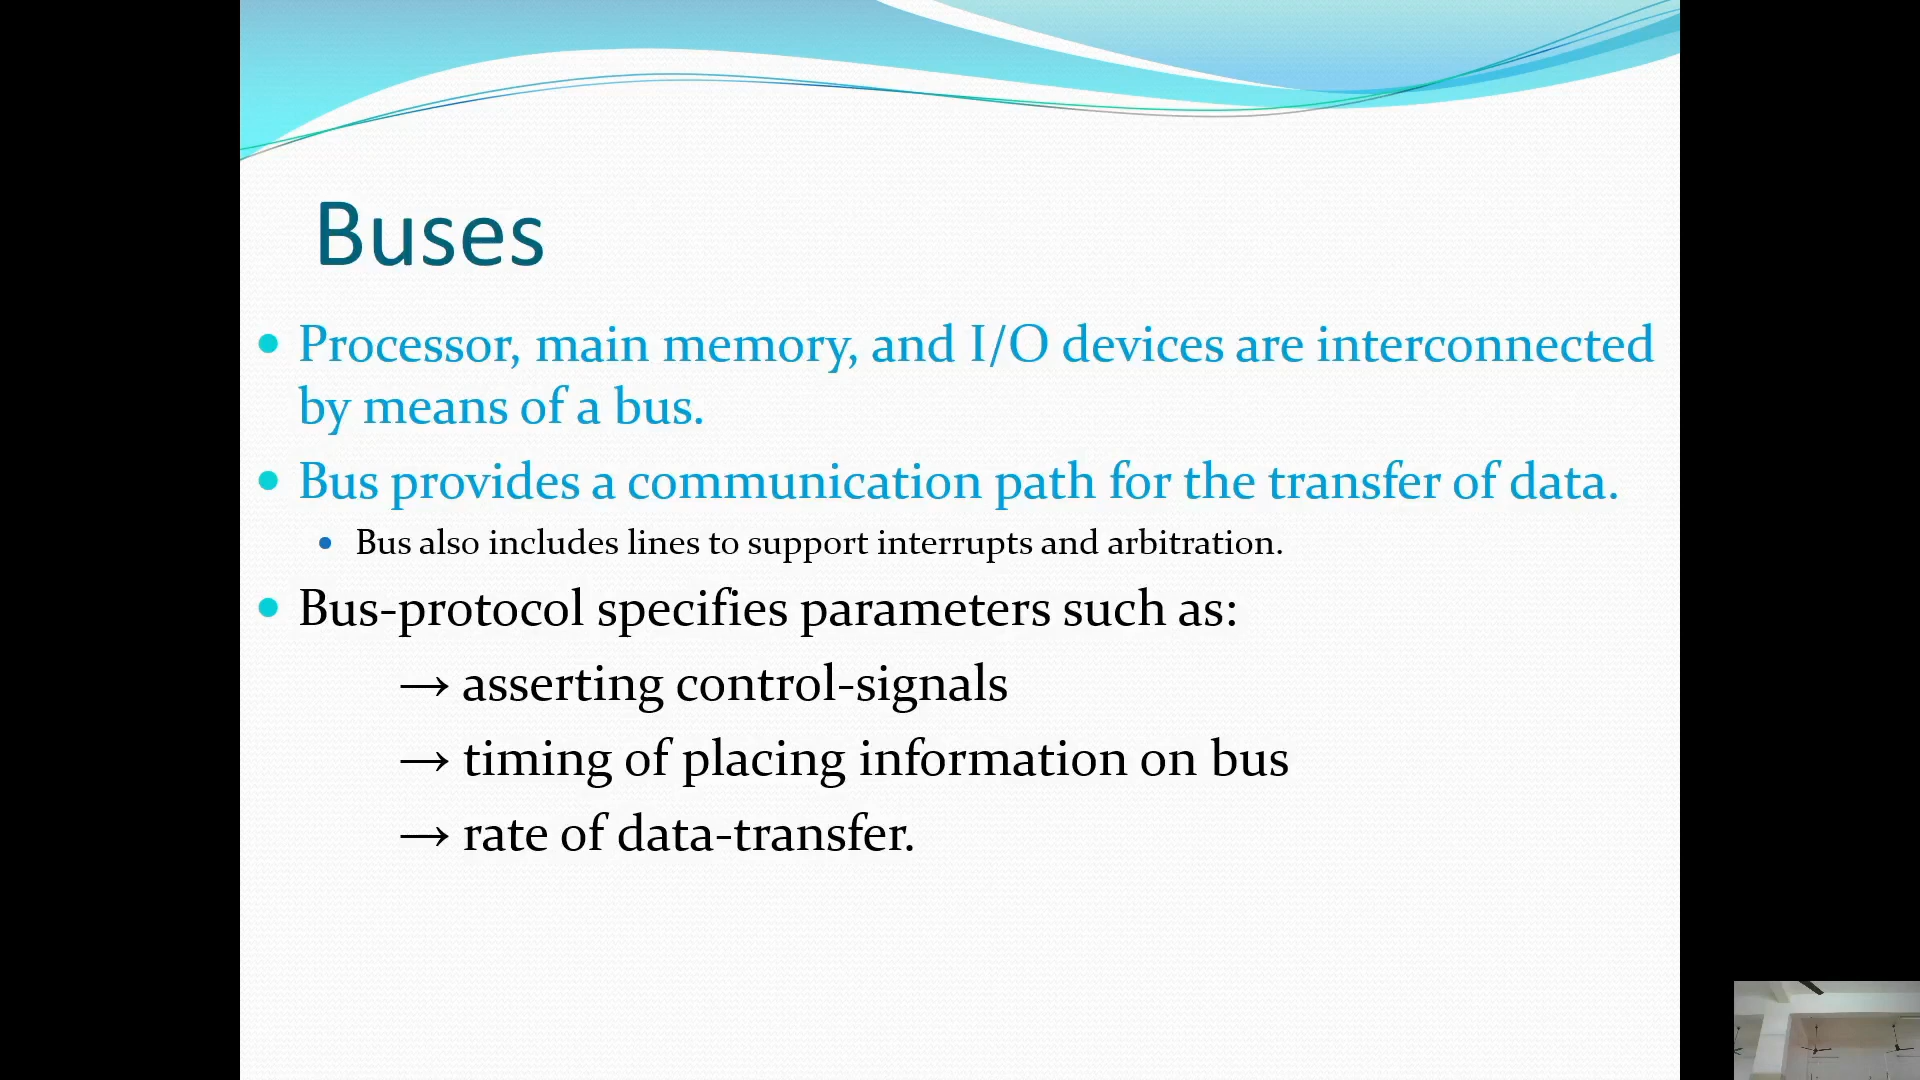 Buses
• Processor, main memory, and I/O devices are interconnected
by means of a bus.
• Bus provides a communication path for the transfer of data.
• Bus also includes lines to support interrupts and arbitration.
• Bus-protocol specifies parameters such as:
→ asserting control-signals
→ timing of placing information on bus
→ rate of data-transfer.